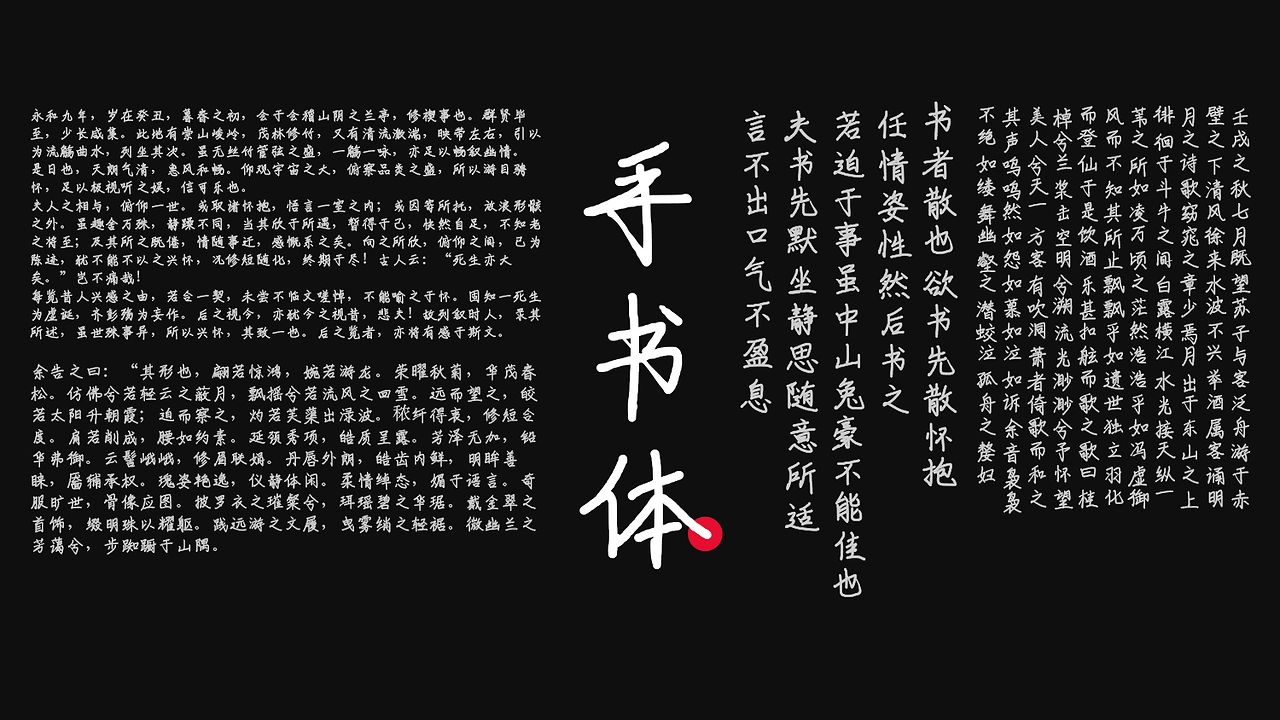 永和九年，岁在癸丑，暮春之初，会于会稽山阴之兰亭，修禊事也。群贤毕
至，少长咸集。此地有崇山峻岭，茂林修竹，又有清流激湍，映带左右，引以
为流觞曲水，列坐其次。虽无丝竹管弦之盛，一觞一咏，亦足以畅叙幽情。
是日也，天朗气清，惠风和畅。仰观宇宙之大，俯察品类之盛，所以游目骋
怀，足以极视听之娱，信可乐也。
夫人之相与，俯仰一世。或取诸怀抱，悟言一室之内；或因寄所托，放浪形骸
之外。虽趣舍万殊，静躁不同，当其欣于所遇，暂得于己，快然自足，不知老
之将至；及其所之既倦，情随事迁，感慨系之矣。向之所欣，俯仰之间，已为
陈迹，犹不能不以之兴怀，况修短随化，终期于尽！古人云：“死生亦大
矣。”岂不痛哉！
每览昔人兴感之由，若合一契，未尝不临文嗟悼，不能喻之于怀。固知一死生
为虚诞，齐彭殇为妄作。后之视今，亦犹今之视昔，悲夫！故列叙时人，录其
所述，虽世殊事异，所以兴怀，其致一也。后之览者，亦将有感于斯文。
余告之曰：“其形也，翩若惊鸿，婉若游龙。荣曜秋菊，华茂春
松。仿佛兮若轻云之蔽月，飘摇兮若流风之回雪。远而望之，皎
若太阳升朝霞；迫而察之，灼若芙蕖出渌波。秾纤得衷，修短合
度。肩若削成，腰如约素。延颈秀项，皓质呈露。芳泽无加，铅
华弗御。云髻峨峨，修眉联娟。丹唇外朗，皓齿内鲜，明眸善
睐，靥辅承权。瑰姿艳逸，仪静体闲。柔情绰态，媚于语言。奇
服旷世，骨像应图。披罗衣之璀粲兮，珥瑶碧之华琚。戴金翠之
首饰，缀明珠以耀躯。践远游之文履，曳雾绡之轻裾。微幽兰之
芳蔼兮，步踟蹰于山隅。
手书体
书者散也欲书先散怀抱
任情姿性然后书之
若迫于事虽中山兔豪不能佳也
夫书先默坐静思随意所适
言不出口气不盈息
壬戌之秋七月既望苏子与客泛舟游于赤
壁之下清风徐来水波不兴举酒属客诵明
月之诗歌窈窕之章少焉月出于东山之上
徘徊于斗牛之间白露横江水光接天纵一
苇之所如凌万顷之茫然浩浩乎如冯虚御
风而不知其所止飘飘乎如遗世独立羽化
而登仙于是饮酒乐甚扣舷而歌之歌曰桂
棹兮兰桨击空明兮溯流光渺渺兮予怀望
美人兮天一方客有吹洞萧者倚歌而和之
其声呜呜然如怨如慕如泣如诉余音袅袅
不绝如缕舞幽壑之潜蛟泣孤舟之嫠妇